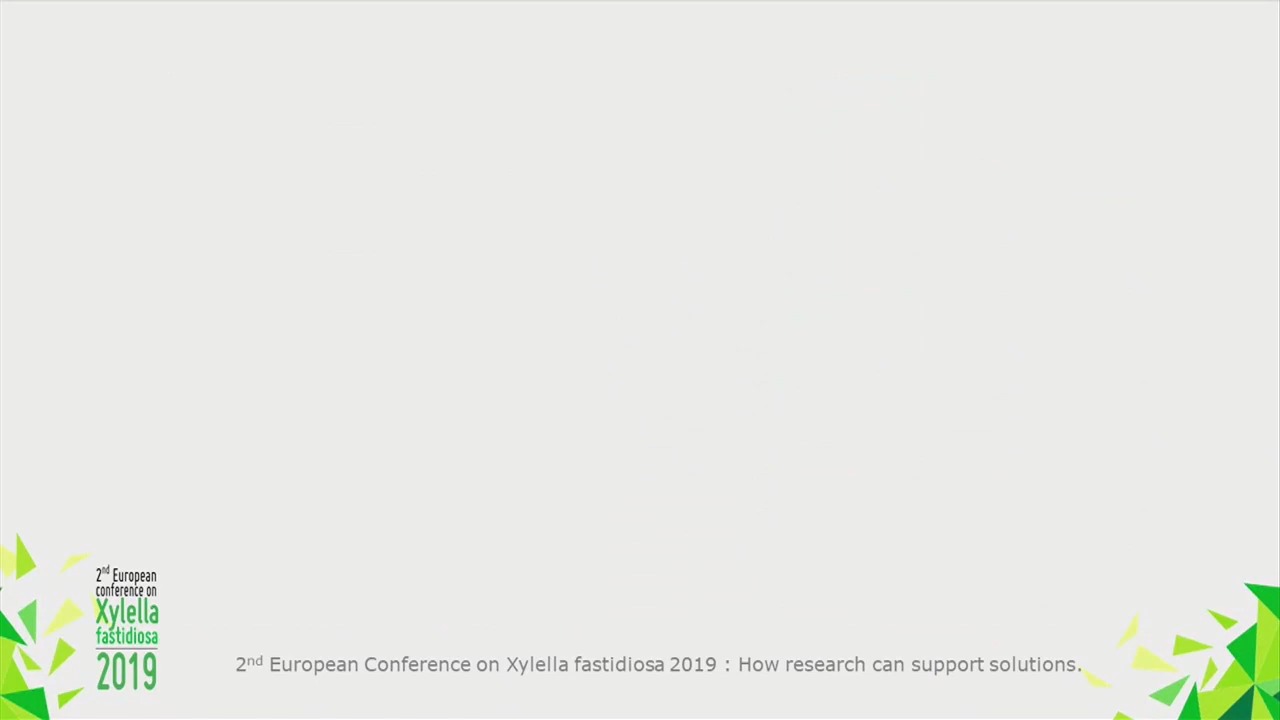 2nd European
conference on
Xylella
fastidiosa
2019
2nd European Conference on Xylella fastidiosa 2019 : How research can support solutions.